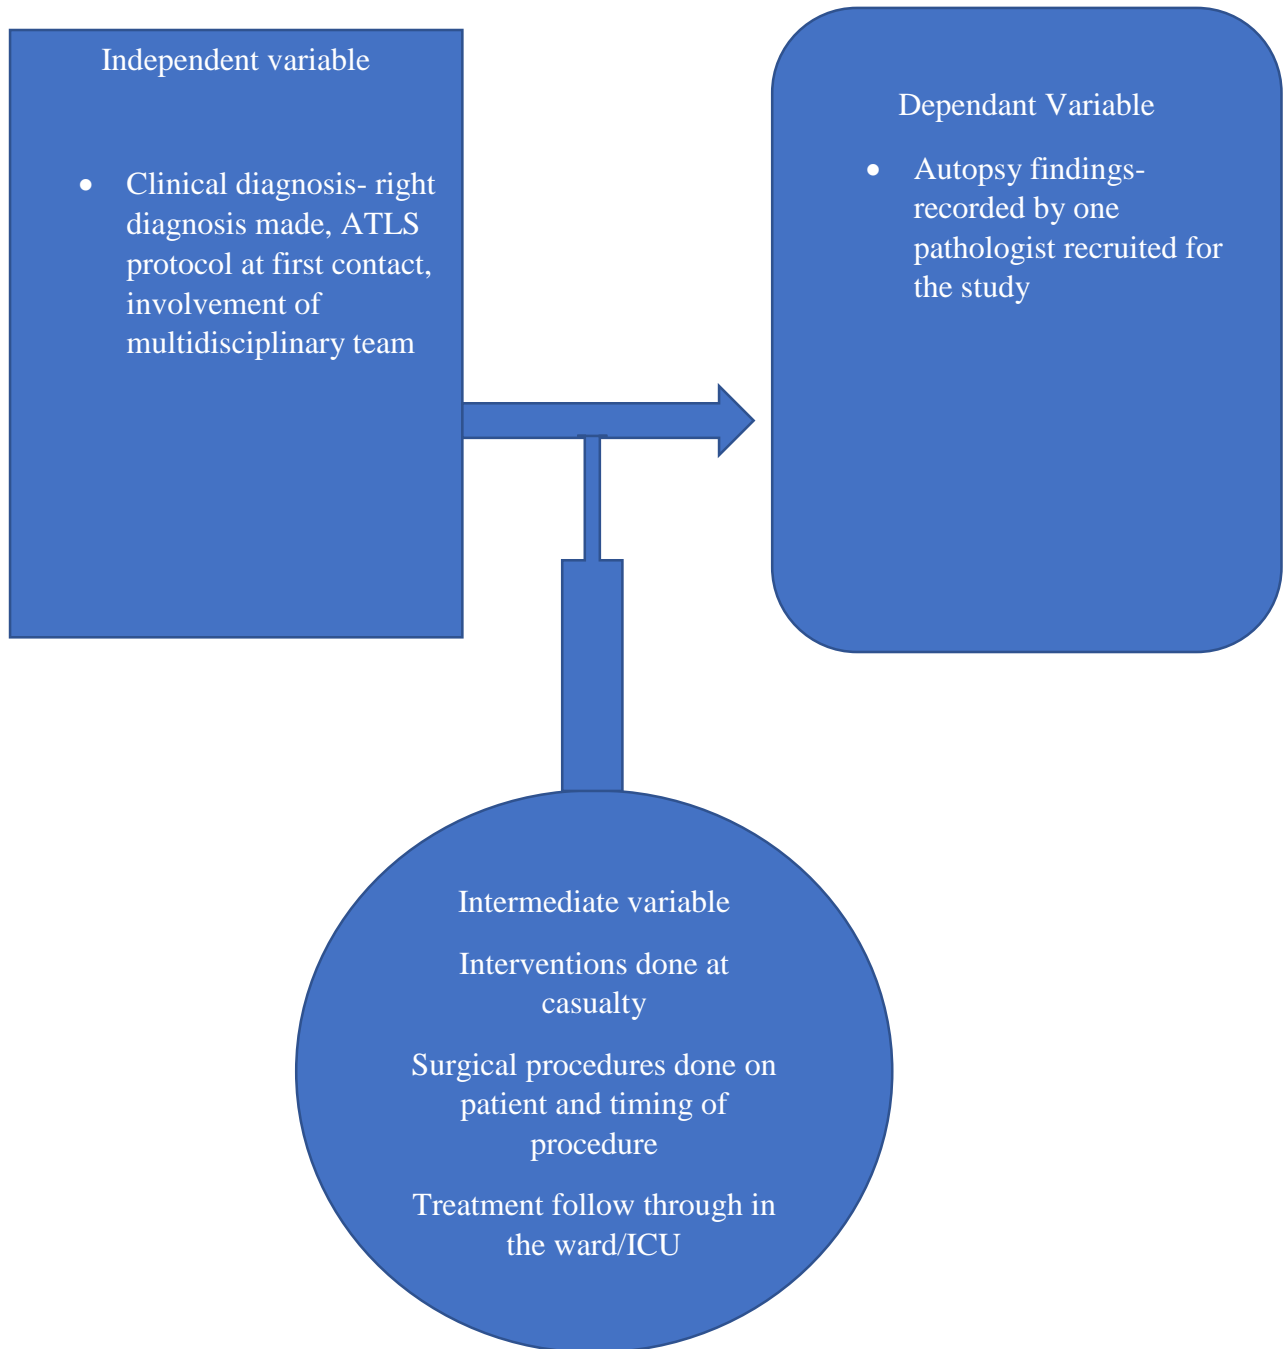 Independent variable
• Clinical diagnosis- right
diagnosis made, ATLS
protocol at first contact,
involvement of
multidisciplinary team
Dependant Variable
• Autopsy findings-
recorded by one
pathologist recruited for
the study
Intermediate variable
Interventions done at
casualty
Surgical procedures done on
patient and timing of
procedure
Treatment follow through in
the ward/ICU